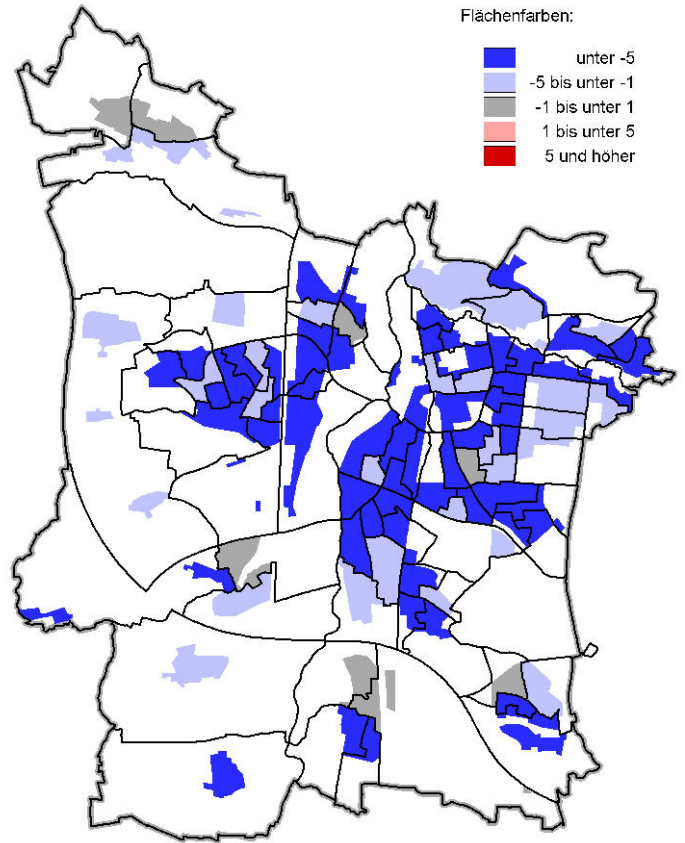 Flächenfarben:
unter -5
-5 bis unter -1
-1 bis unter 1
1 bis unter 5
5 und höher